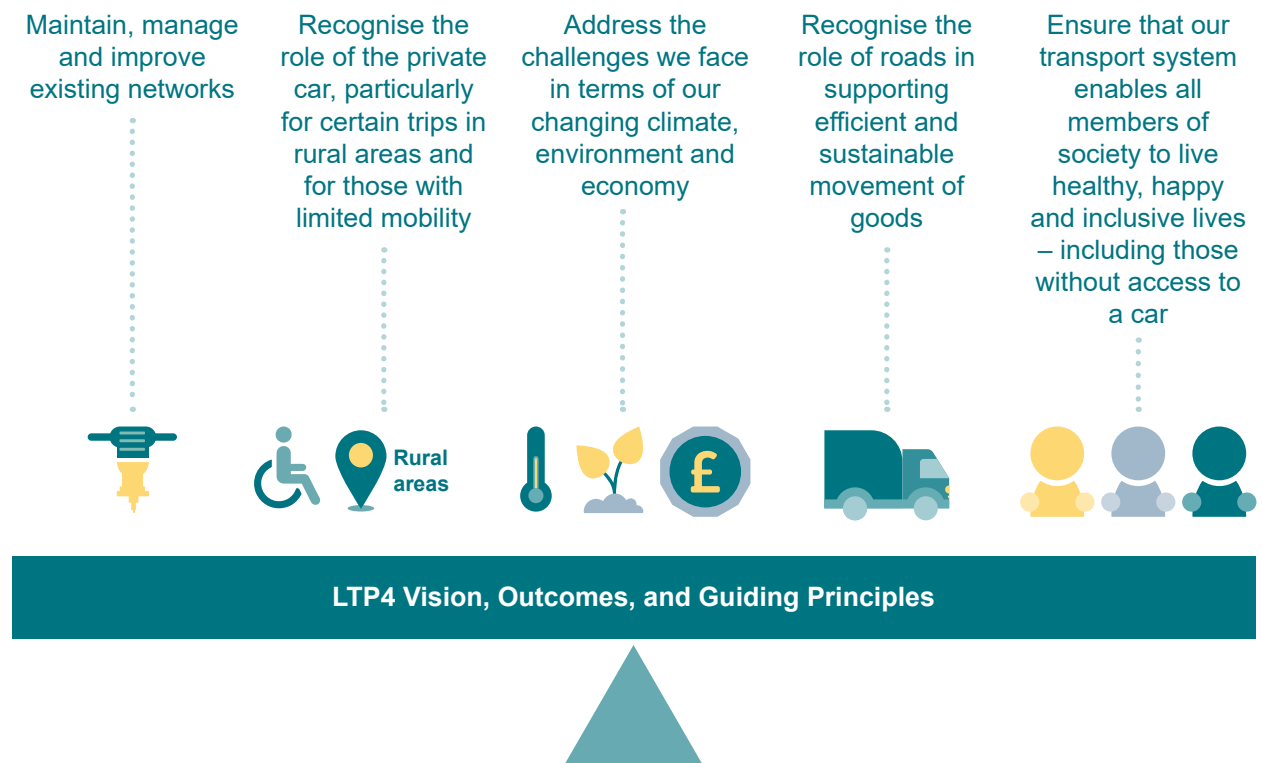 Maintain, manage
and improve
existing networks
Recognise the
role of the private
car, particularly
for certain trips in
rural areas and
for those with
limited mobility
Address the
challenges we face
in terms of our
changing climate,
environment and
economy
Recognise the
role of roads in
supporting
efficient and
sustainable
movement of
goods
Ensure that our
transport system
enables all
members of
society to live
healthy, happy
and inclusive lives
– including those
without access to
a car
Rural
areas
£
LTP4 Vision, Outcomes, and Guiding Principles